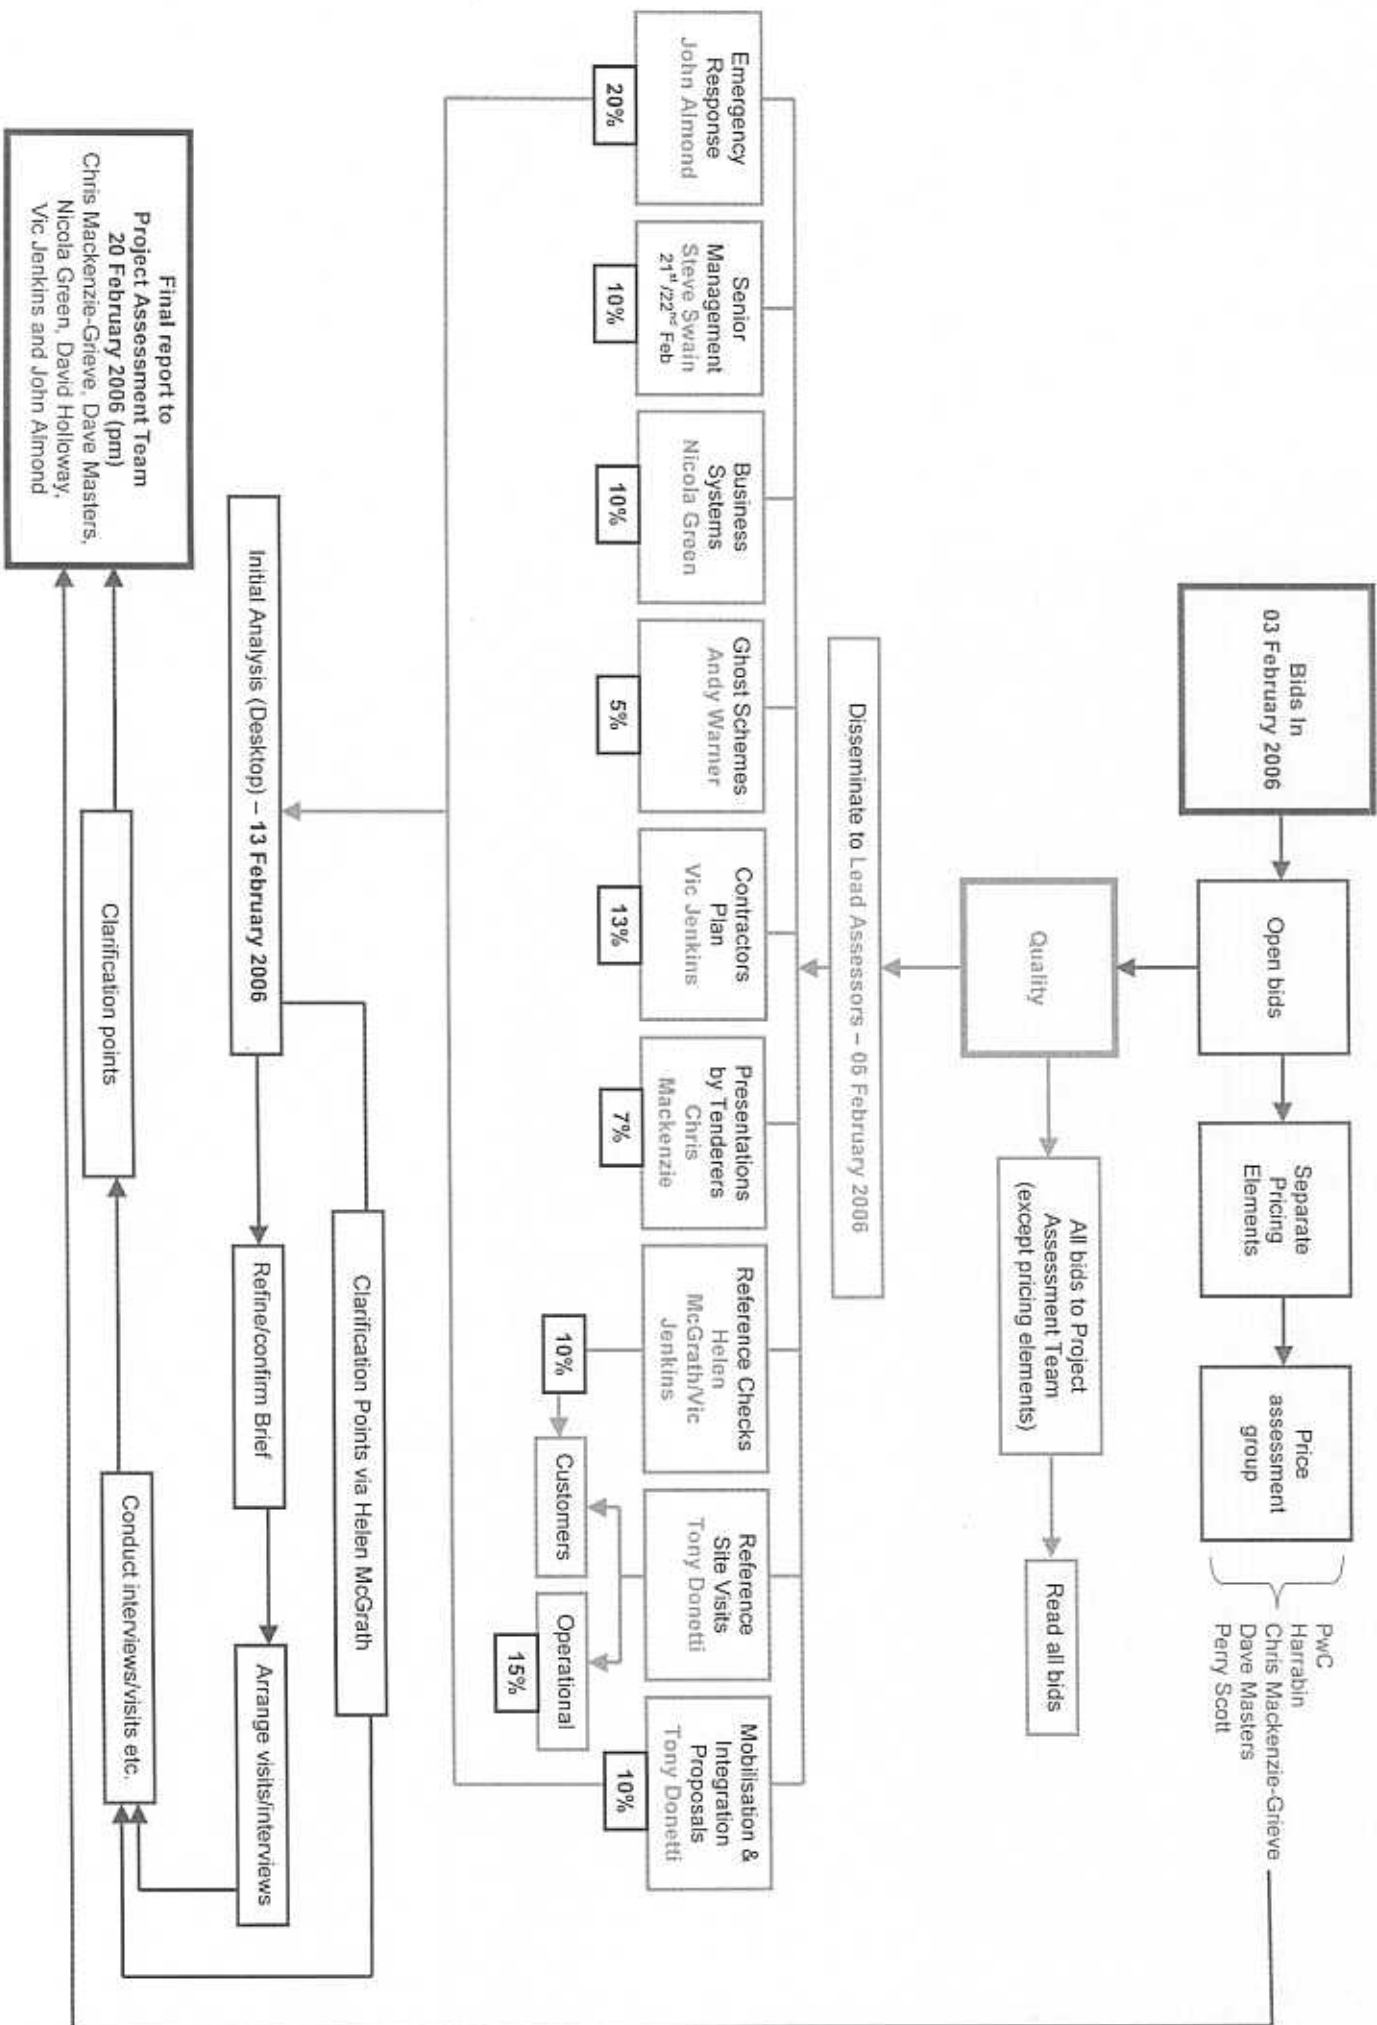 Bids In
03 February 2006
Open bids
Separate
Pricing
Elements
Price
assessment
group
PwC
Harrabin
Chris Mackenzie-Grieve
Dave Masters
Perry Scott
Quality
All bids to Project
Assessment Team
(except pricing elements)
Read all bids
Disseminate to Lead Assessors – 06 February 2006
Emergency
Response
John Almond
20%
Senior
Management
Steve Swain
21st/22nd Feb
10%
Business
Systems
Nicola Green
10%
Ghost Schemes
Andy Warner
5%
Contractors
Plan
Vic Jenkins
13%
Presentations
by Tenderers
Chris
Mackenzie
7%
Reference Checks
Helen
McGrath/Vic
Jenkins
10%
Reference
Site Visits
Tony Donetti
Customers
Operational
15%
Mobilisation &
Integration
Proposals
Tony Donetti
10%
Clarification Points via Helen McGrath
Initial Analysis (Desktop) – 13 February 2006
Refine/confirm Brief
Arrange visits/interviews
Clarification points
Conduct interviews/visits etc.
Final report to
Project Assessment Team
20 February 2006 (pm)
Chris Mackenzie-Grieve, Dave Masters,
Nicola Green, David Holloway,
Vic Jenkins and John Almond